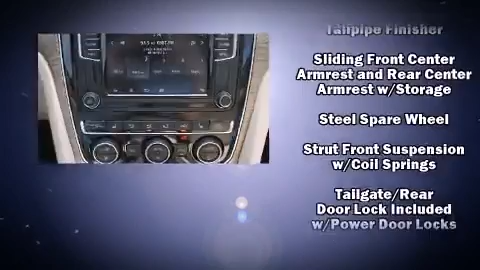 Tailpipe Finisher
Sliding Front Center
Armrest and Rear Center
Armrest w/Storage
Steel Spare Wheel
Strut Front Suspension
w/Coil Springs
Tailgate/Rear
Door Lock Included
w/Power Door Locks